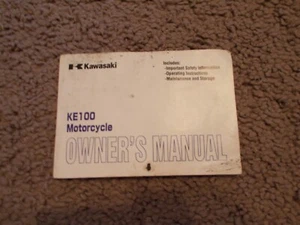 Kawasaki
Includes:
-Important Safety Information
-Operating Instructions
-Maintenance and Storage
KE100
Motorcycle
OWNER'S MANUAL